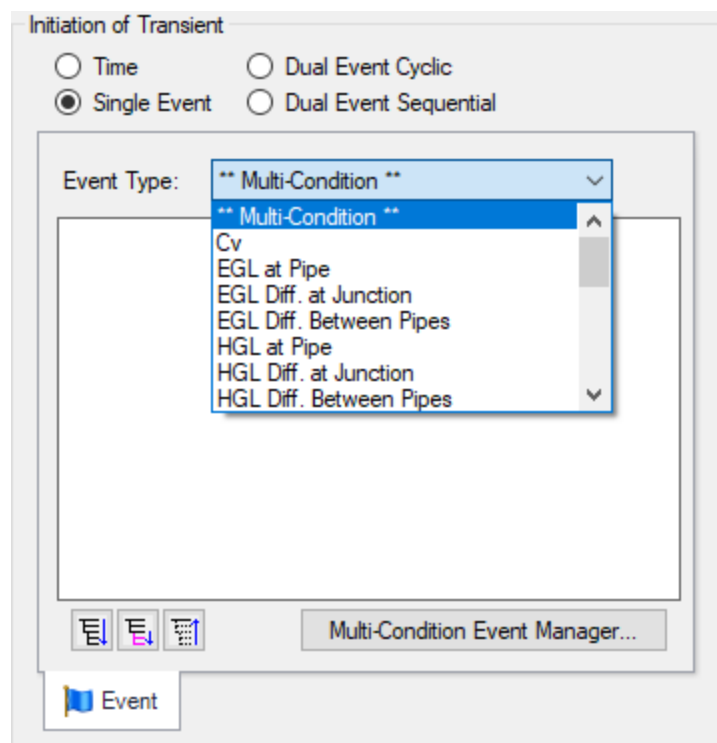 Initiation of Transient
Time
Dual Event Cyclic
Single Event
Dual Event Sequential
Event Type:
** Multi-Condition **
** Multi-Condition **
Cv
EGL at Pipe
EGL Diff. at Junction
EGL Diff. Between Pipes
HGL at Pipe
HGL Diff. at Junction
HGL Diff. Between Pipes
Multi-Condition Event Manager...
Event